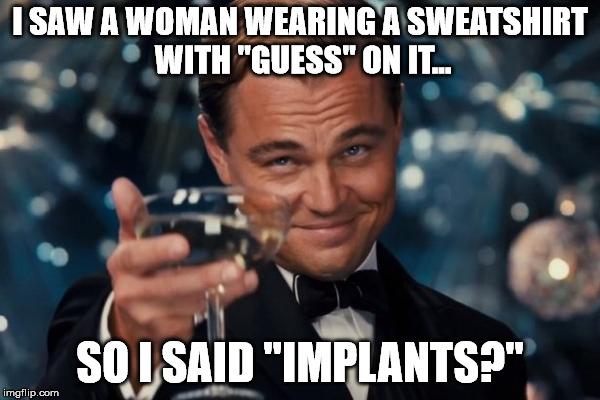 I SAW A WOMAN WEARING A SWEATSHIRT
WITH "GUESS" ON IT...
SO I SAID "IMPLANTS?"
imgflip.com